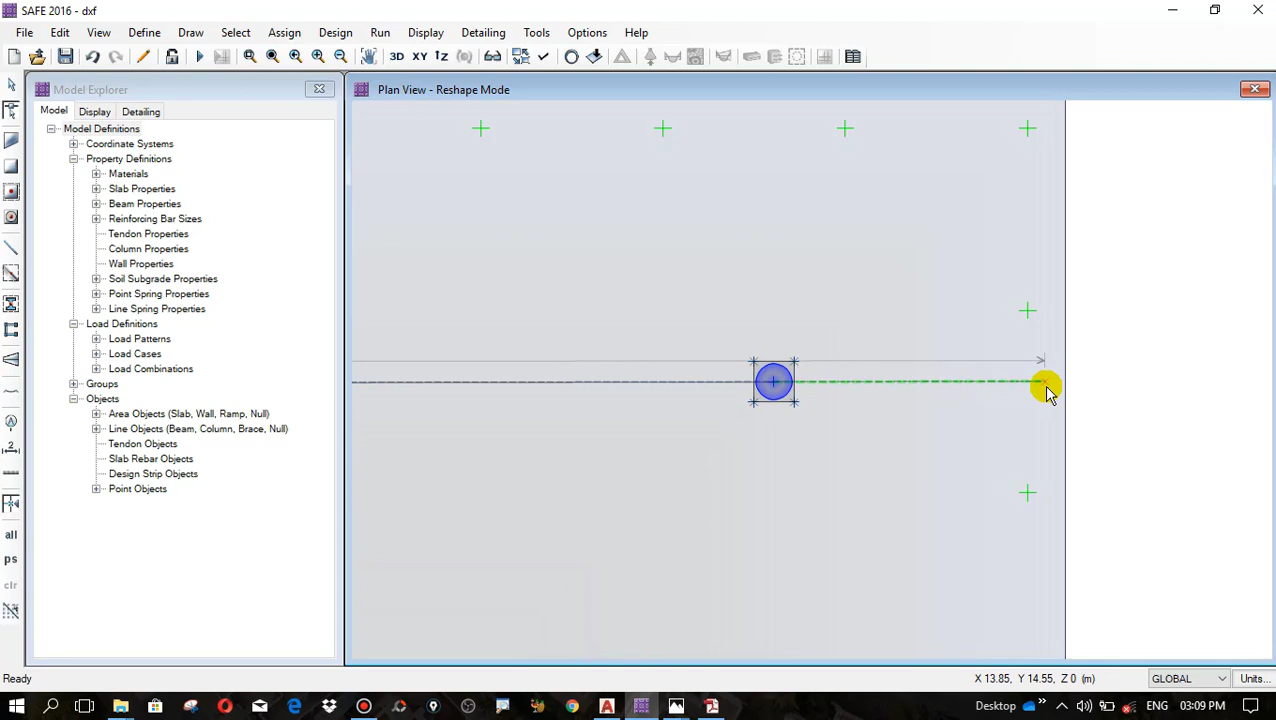 SAFE 2016 - dxf
File Edit View Define Draw Select Assign Design Run Display Detailing Tools Options Help
3D XY
Model Explorer
Plan View - Reshape Mode
Model Display Detailing
Model Definitions
Coordinate Systems
Property Definitions
Materials
Slab Properties
Beam Properties
Reinforcing Bar Sizes
Tendon Properties
Column Properties
Wall Properties
Soil Subgrade Properties
Point Spring Properties
Line Spring Properties
Load Definitions
Load Patterns
Load Cases
Load Combinations
Groups
Objects
Area Objects (Slab, Wall, Ramp, Null)
Line Objects (Beam, Column, Brace, Null)
Tendon Objects
Slab Rebar Objects
Design Strip Objects
Point Objects
all
ps
clr
Ready
X 13.85, Y 14.55, Z 0 (m)
GLOBAL
Units...
Desktop
ENG
03:09 PM